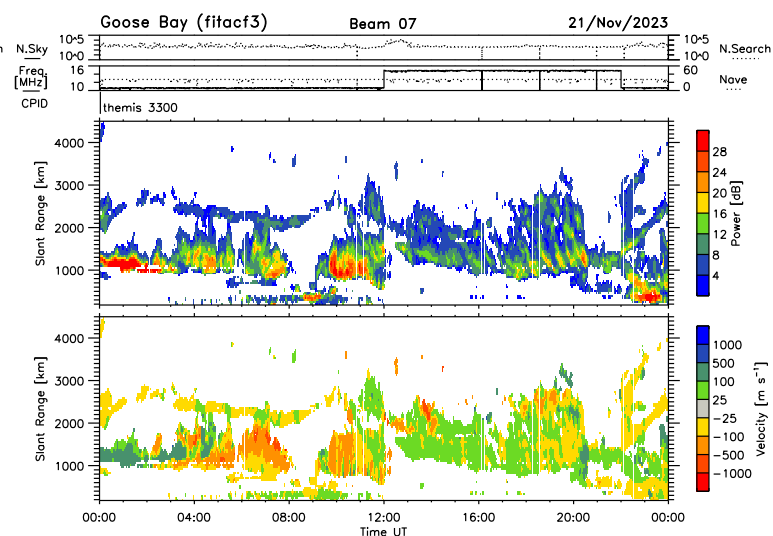 Goose Bay (fitacf3) Beam 07 21/Nov/2023
N.Sky 10^5 10^0 10^5 10^0 N.Search
Freq. [MHz] 16 10 60 0 Nave
CPID themis 3300
Slant Range [km] 4000 3000 2000 1000
28 24 20 16 12 8 4 Power [dB]
Slant Range [km] 4000 3000 2000 1000
1000 500 100 25 -25 -100 -500 -1000 Velocity [m s⁻¹]
00:00 04:00 08:00 12:00 16:00 20:00 00:00
Time UT